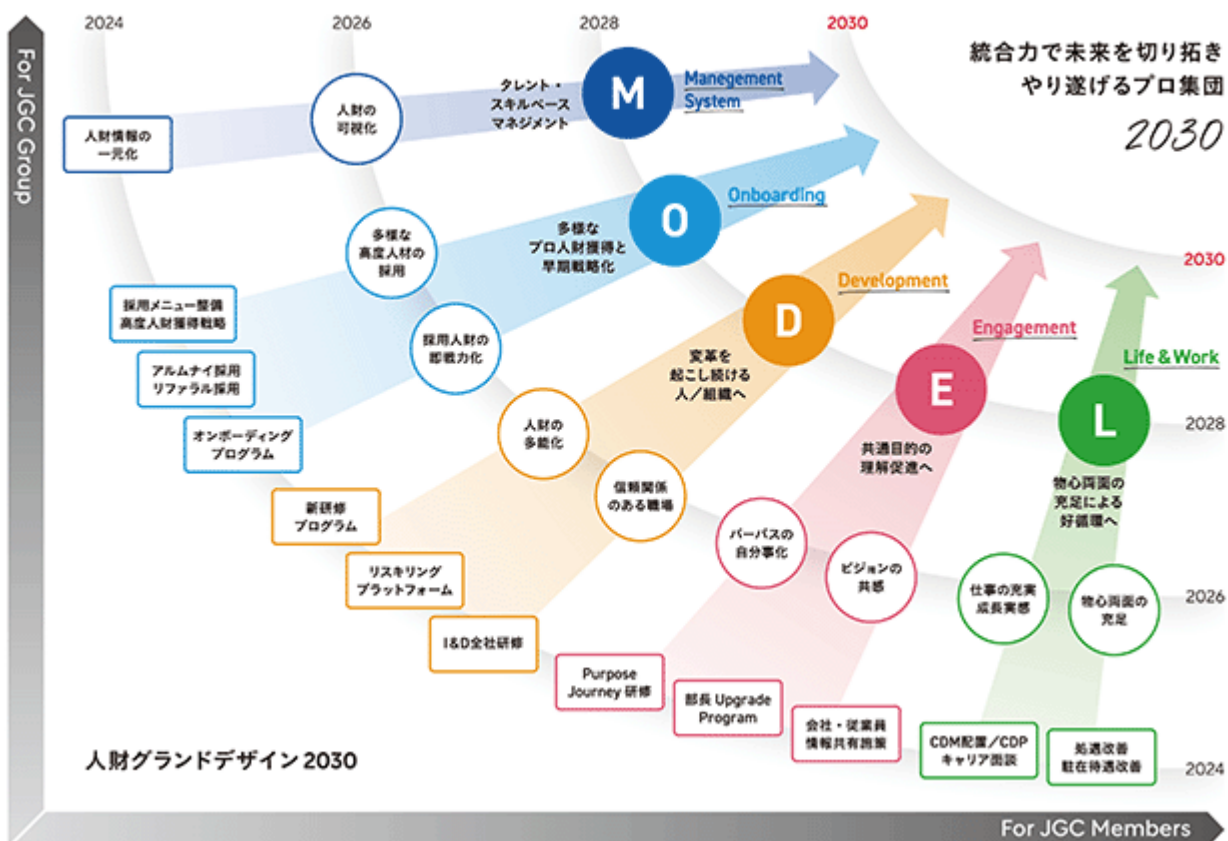 2024
2026
2028
2030
For JGC Group
統合力で未来を切り拓き
やり遂げるプロ集団
2030
M
Manegement
System
タレント・
スキルベース
マネジメント
人財の
可視化
人財情報の
一元化
O
Onboarding
多様な
プロ人財獲得と
早期戦略化
多様な
高度人材の
採用
採用人財の
即戦力化
採用メニュー整備
高度人財獲得戦略
アルムナイ採用
リファラル採用
オンボーディング
プログラム
D
Development
変革を
起こし続ける
人/組織へ
人財の
多能化
信頼関係
のある職場
新研修
プログラム
リスキリング
プラットフォーム
I&D全社研修
E
Engagement
共通目的の
理解促進へ
パーパスの
自分事化
ビジョンの
共感
Purpose
Journey 研修
部長 Upgrade
Program
会社・従業員
情報共有施策
L
Life & Work
物心両面の
充足による
好循環へ
仕事の充実
成長実感
物心両面の
充足
CDM配置/CDP
キャリア面談
処遇改善
駐在待遇改善
2030
2028
2026
2024
人財グランドデザイン 2030
For JGC Members